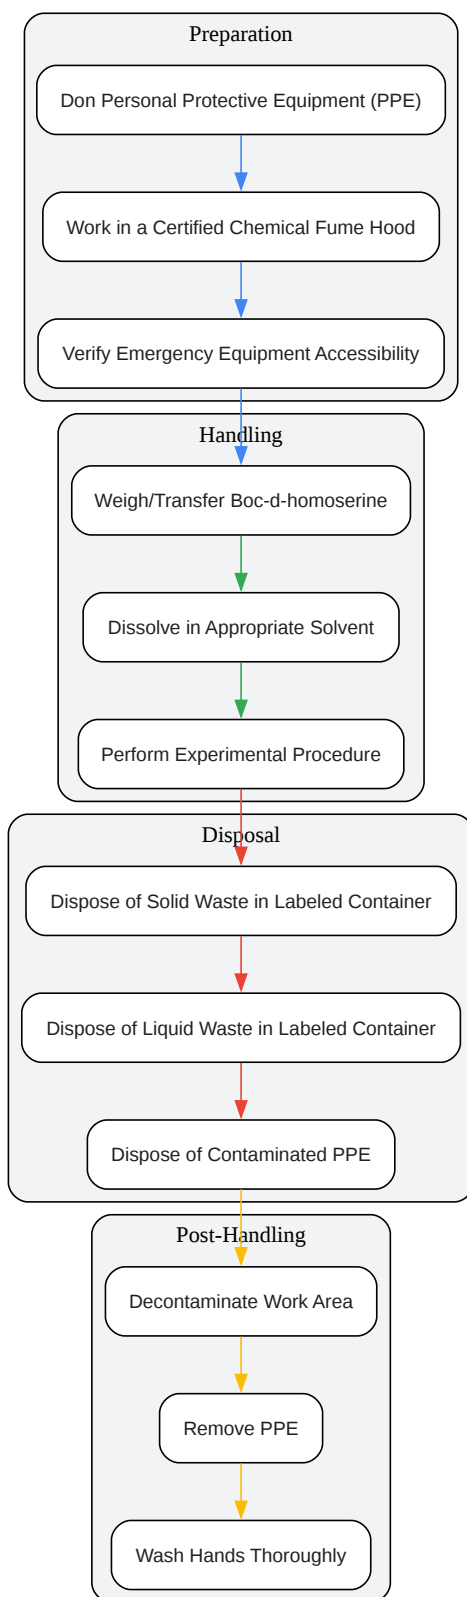 Preparation
Don Personal Protective Equipment (PPE)
Work in a Certified Chemical Fume Hood
Verify Emergency Equipment Accessibility
Handling
Weigh/Transfer Boc-d-homoserine
Dissolve in Appropriate Solvent
Perform Experimental Procedure
Disposal
Dispose of Solid Waste in Labeled Container
Dispose of Liquid Waste in Labeled Container
Dispose of Contaminated PPE
Post-Handling
Decontaminate Work Area
Remove PPE
Wash Hands Thoroughly